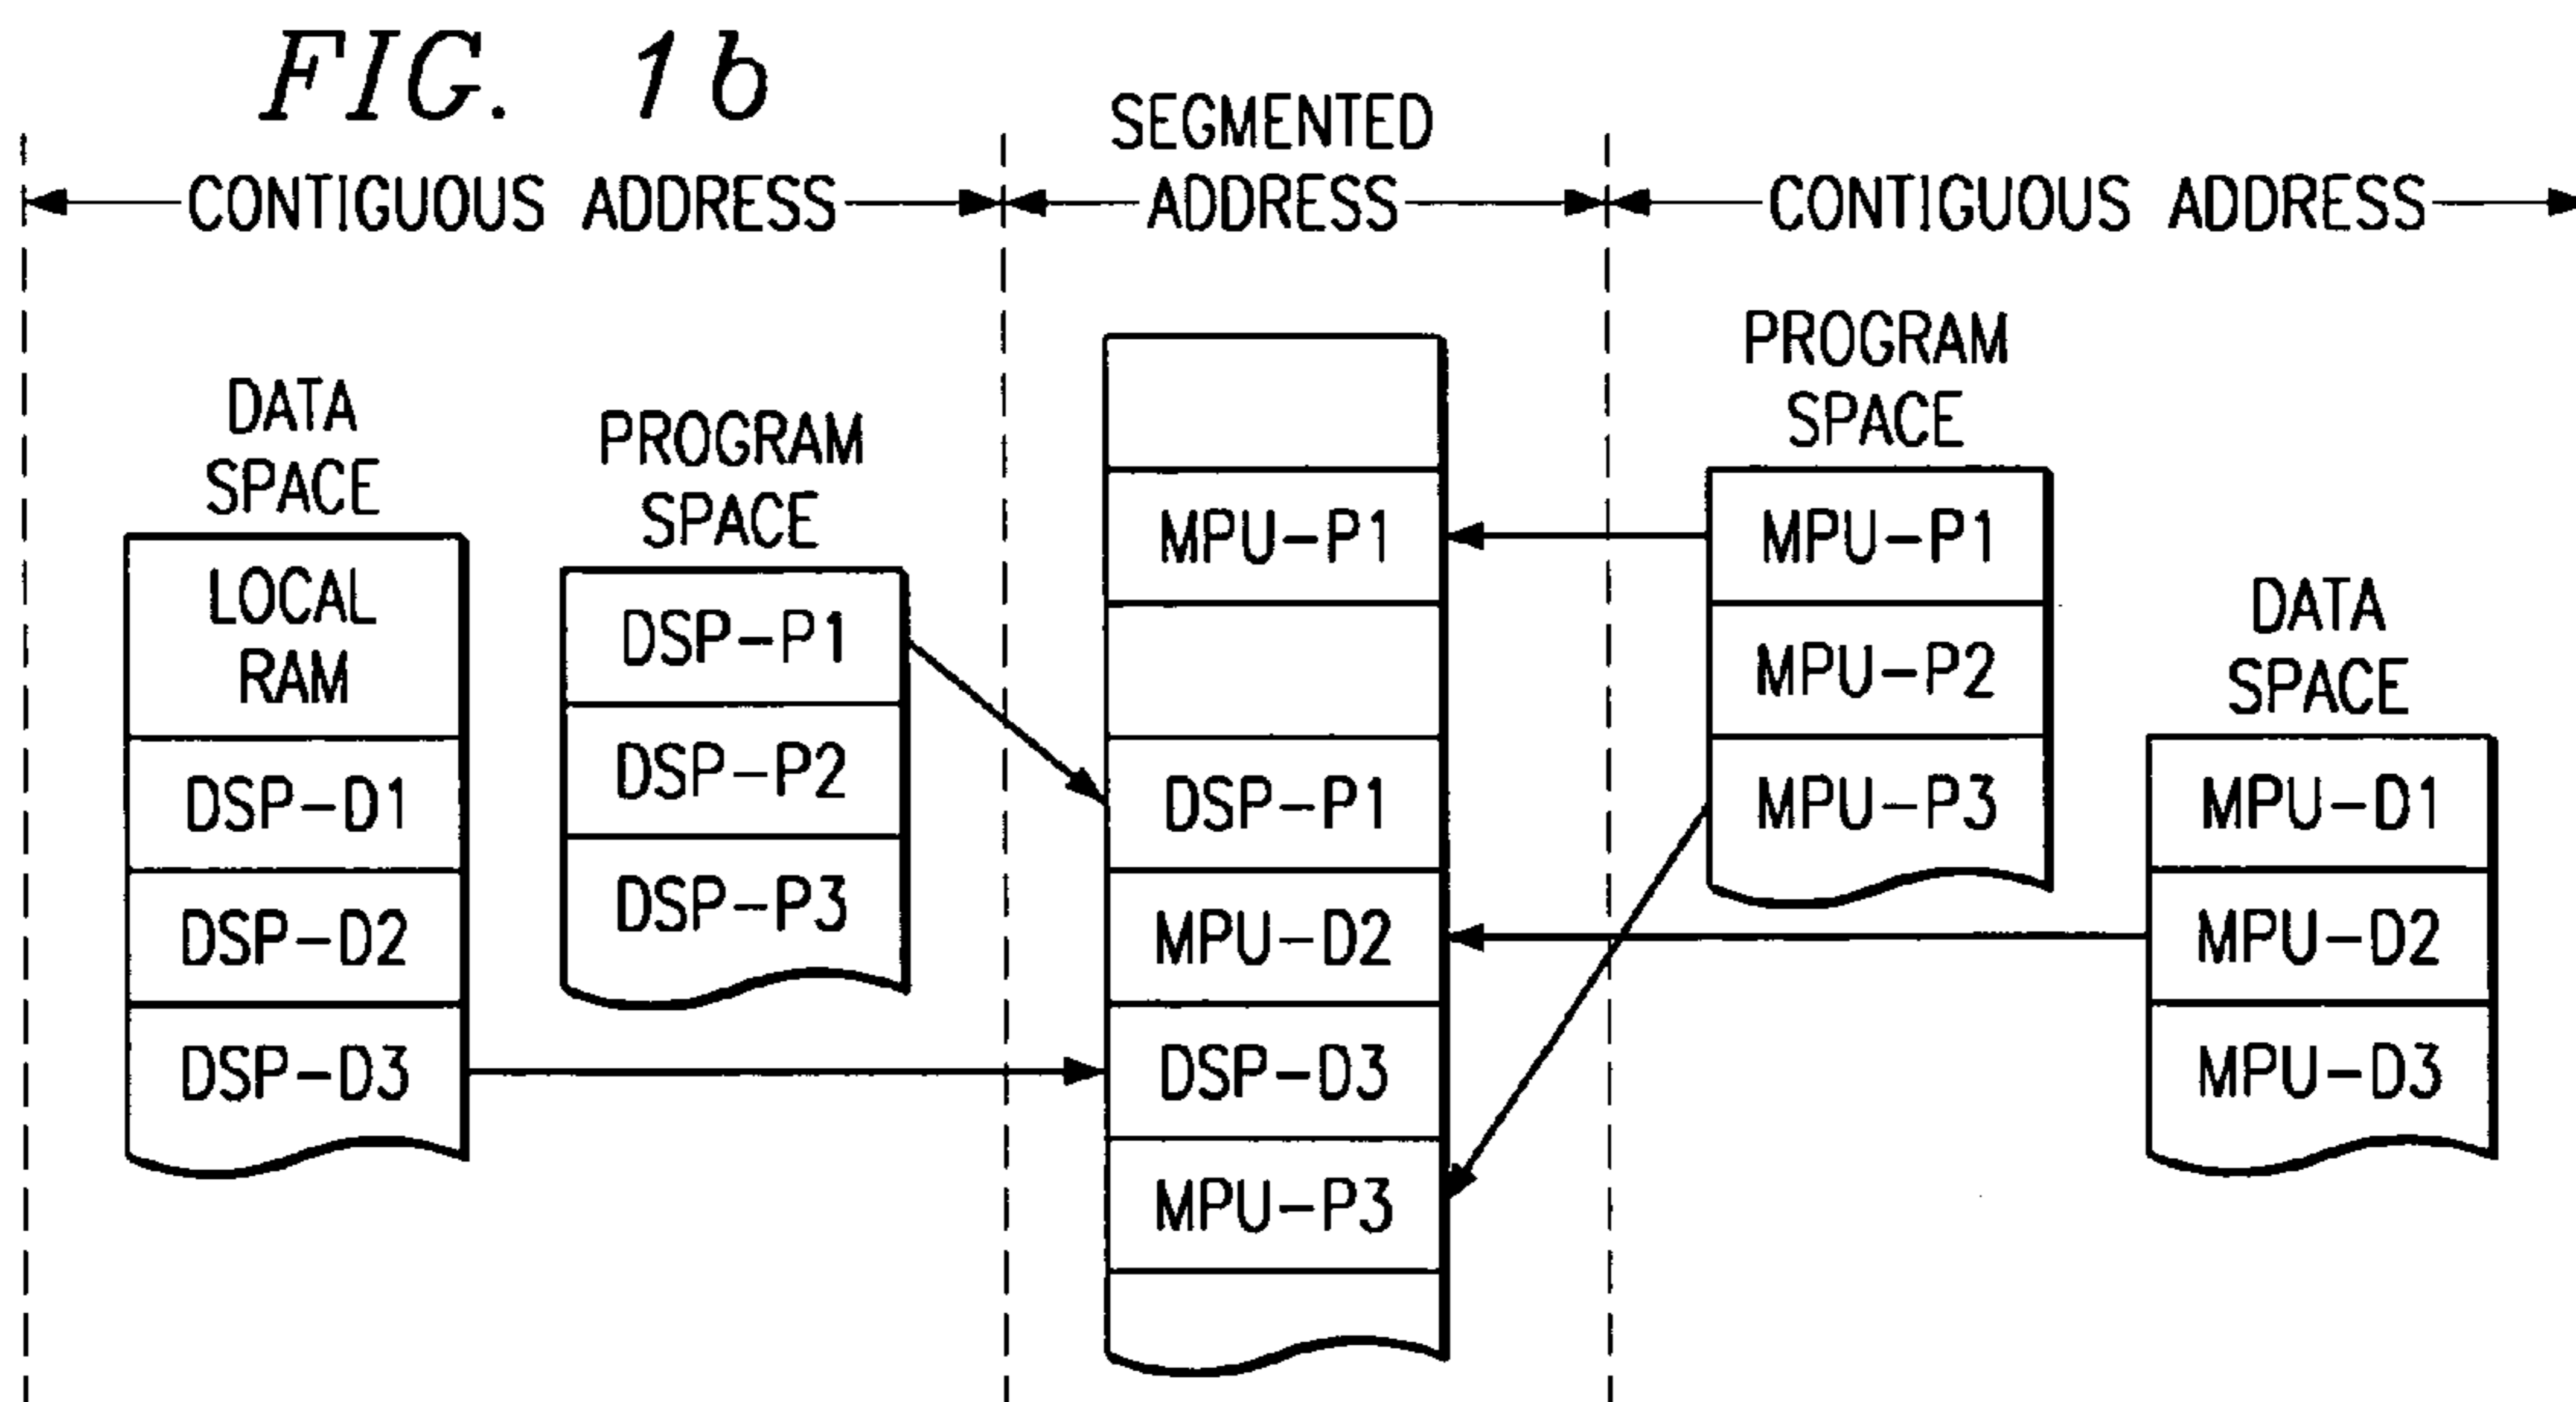 FIG. 1b
CONTIGUOUS ADDRESS
SEGMENTED
ADDRESS
CONTIGUOUS ADDRESS
DATA
SPACE
LOCAL
RAM
DSP-D1
DSP-D2
DSP-D3
PROGRAM
SPACE
DSP-P1
DSP-P2
DSP-P3
MPU-P1
DSP-P1
MPU-D2
DSP-D3
MPU-P3
PROGRAM
SPACE
MPU-P1
MPU-P2
MPU-P3
DATA
SPACE
MPU-D1
MPU-D2
MPU-D3